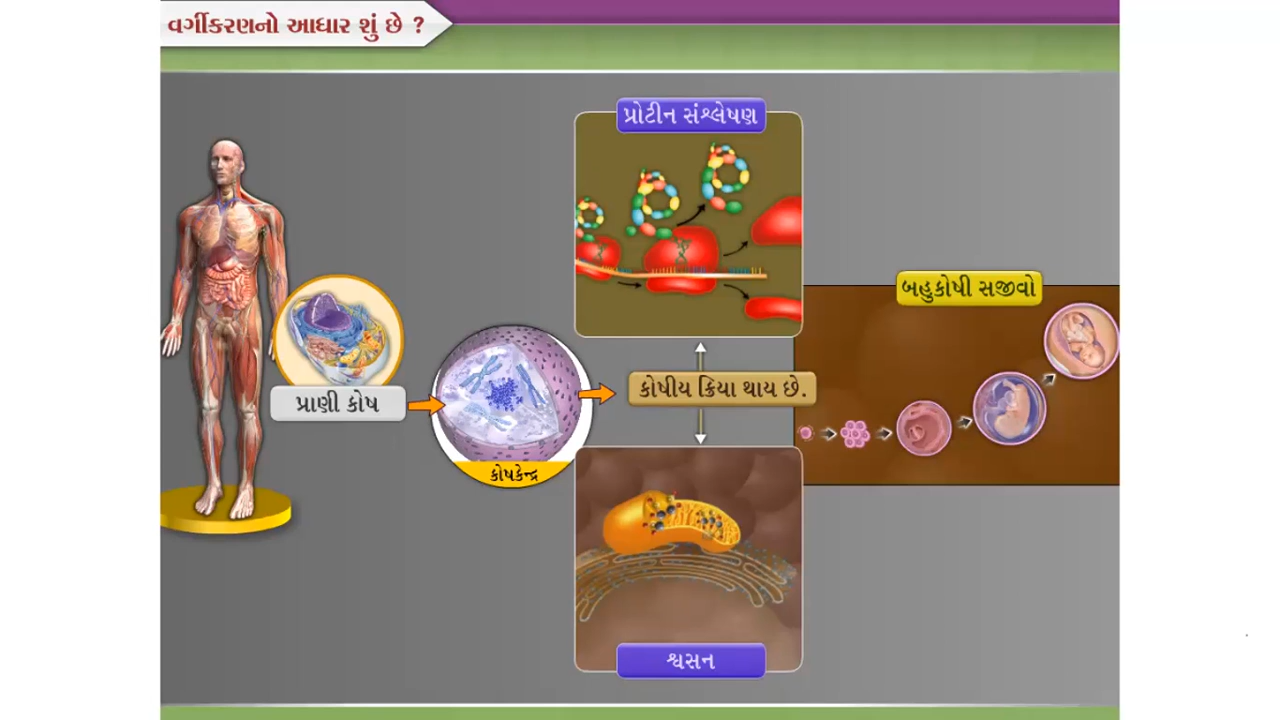 વર્ગીકરણનો આધાર શું છે ?
પ્રોટીન સંશ્લેષણ
બહુકોષી સજીવો
પ્રાણી કોષ
કોષીય ક્રિયા થાય છે.
કોષકેન્દ્ર
શ્વસન